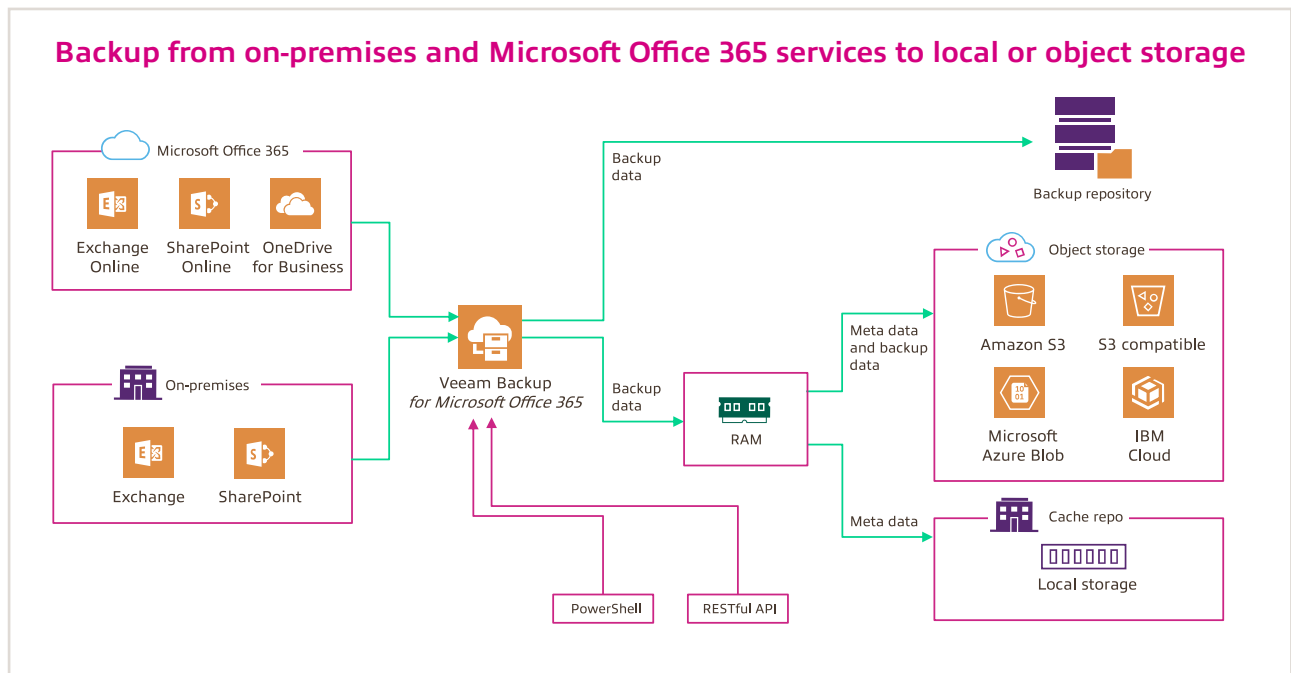 Backup from on-premises and Microsoft Office 365 services to local or object storage
Microsoft Office 365
Exchange
Online
SharePoint
Online
OneDrive
for Business
On-premises
Exchange
SharePoint
Veeam Backup
for Microsoft Office 365
PowerShell
RESTful API
Backup
data
Backup
data
RAM
Meta data
and backup
data
Meta data
Backup repository
Object storage
Amazon S3
S3 compatible
10
01
Microsoft
Azure Blob
IBM
Cloud
Cache repo
Local storage